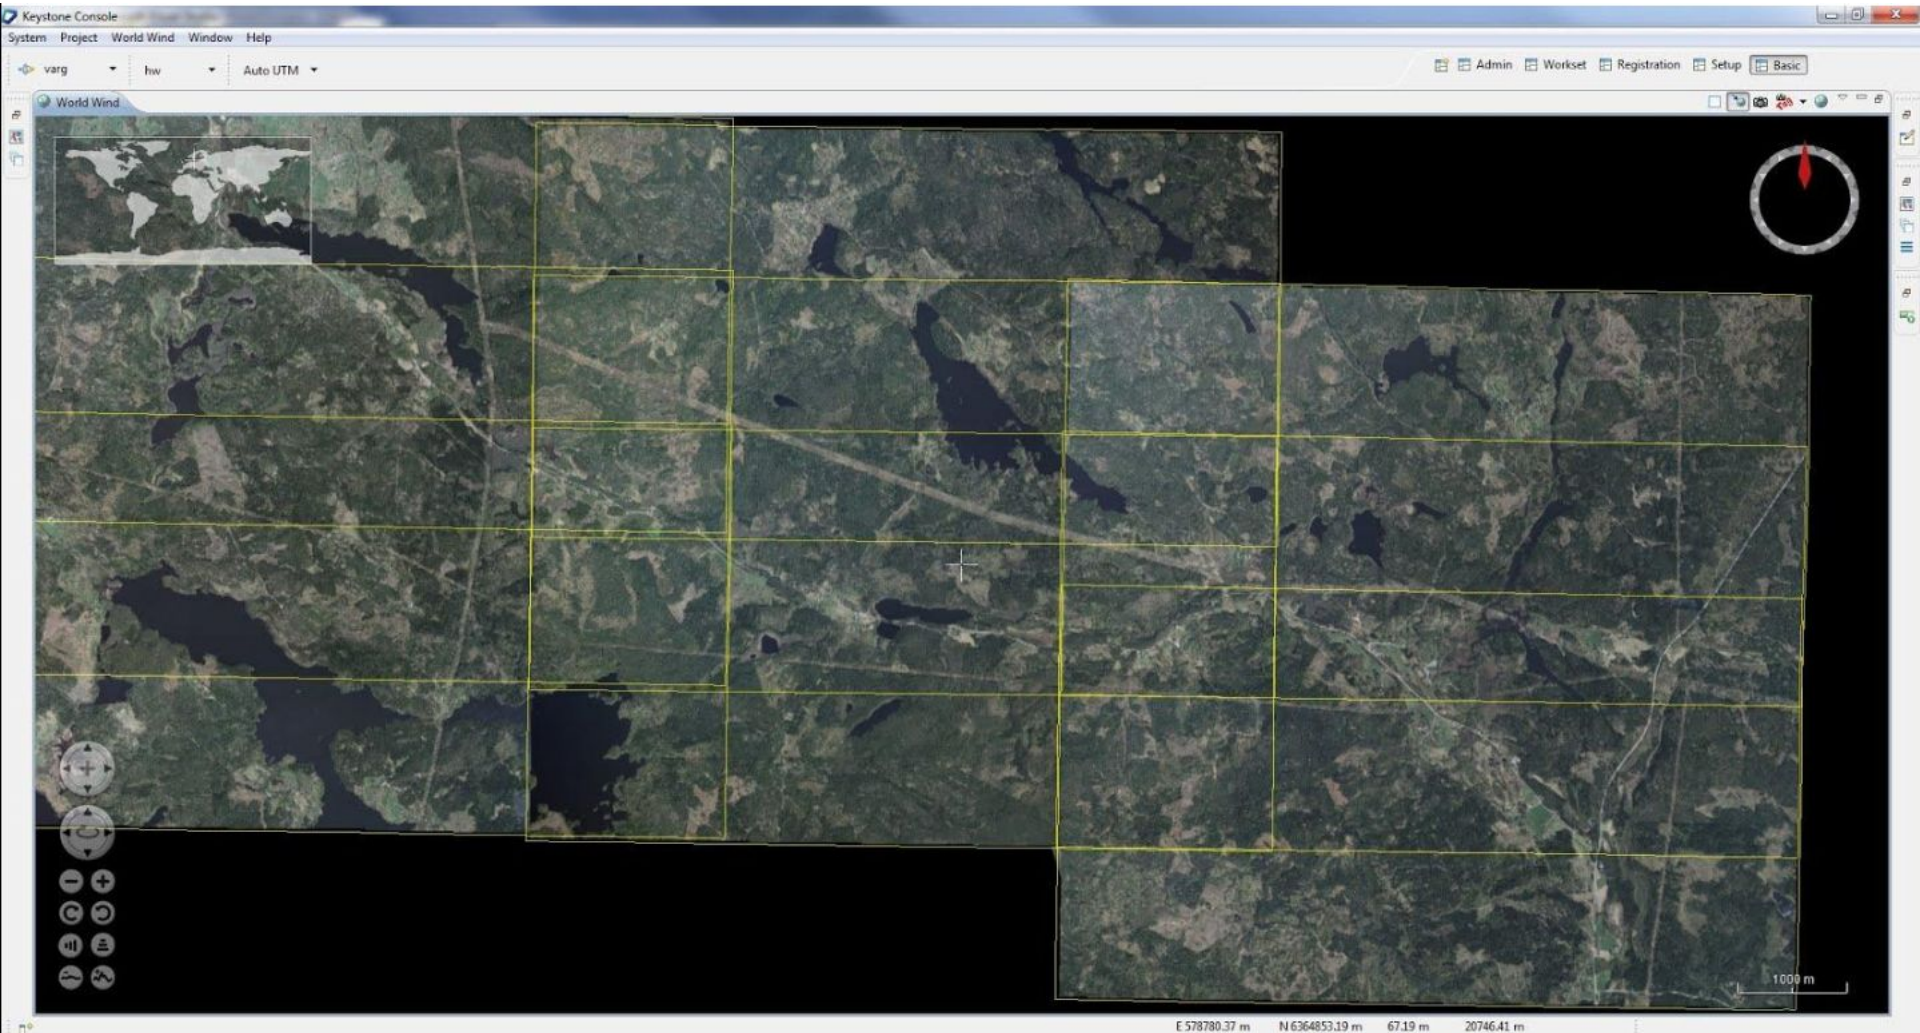 Keystone Console
System Project World Wind Window Help
varg hw Auto UTM Admin Workset Registration Setup Basic
World Wind
1000 m
E 578780.37 m N 6364853.19 m 67.19 m 20746.41 m